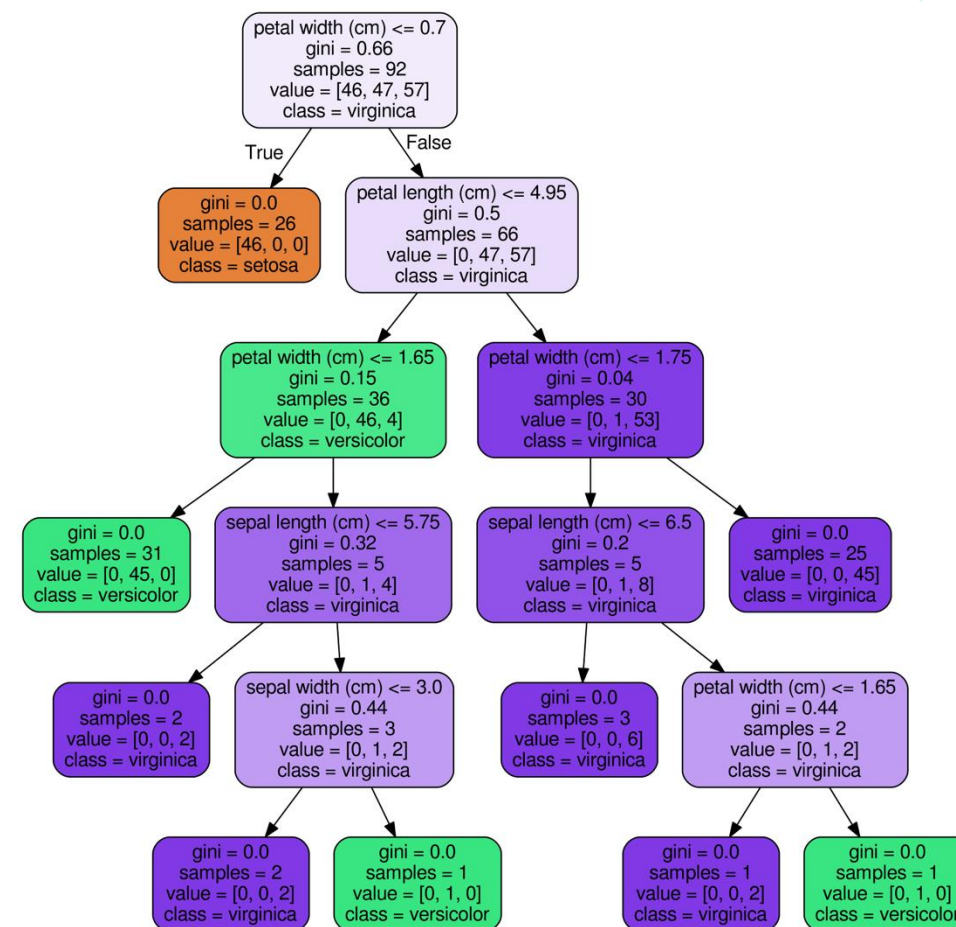 petal width (cm) <= 0.7
gini = 0.66
samples = 92
value = [46, 47, 57]
class = virginica
True
False
gini = 0.0
samples = 26
value = [46, 0, 0]
class = setosa
petal length (cm) <= 4.95
gini = 0.5
samples = 66
value = [0, 47, 57]
class = virginica
petal width (cm) <= 1.65
gini = 0.15
samples = 36
value = [0, 46, 4]
class = versicolor
petal width (cm) <= 1.75
gini = 0.04
samples = 30
value = [0, 1, 53]
class = virginica
gini = 0.0
samples = 31
value = [0, 45, 0]
class = versicolor
sepal length (cm) <= 5.75
gini = 0.32
samples = 5
value = [0, 1, 4]
class = virginica
sepal length (cm) <= 6.5
gini = 0.2
samples = 5
value = [0, 1, 8]
class = virginica
gini = 0.0
samples = 25
value = [0, 0, 45]
class = virginica
gini = 0.0
samples = 2
value = [0, 0, 2]
class = virginica
sepal width (cm) <= 3.0
gini = 0.44
samples = 3
value = [0, 1, 2]
class = virginica
gini = 0.0
samples = 3
value = [0, 0, 6]
class = virginica
petal width (cm) <= 1.65
gini = 0.44
samples = 2
value = [0, 1, 2]
class = virginica
gini = 0.0
samples = 2
value = [0, 0, 2]
class = virginica
gini = 0.0
samples = 1
value = [0, 1, 0]
class = versicolor
gini = 0.0
samples = 1
value = [0, 0, 2]
class = virginica
gini = 0.0
samples = 1
value = [0, 1, 0]
class = versicolor